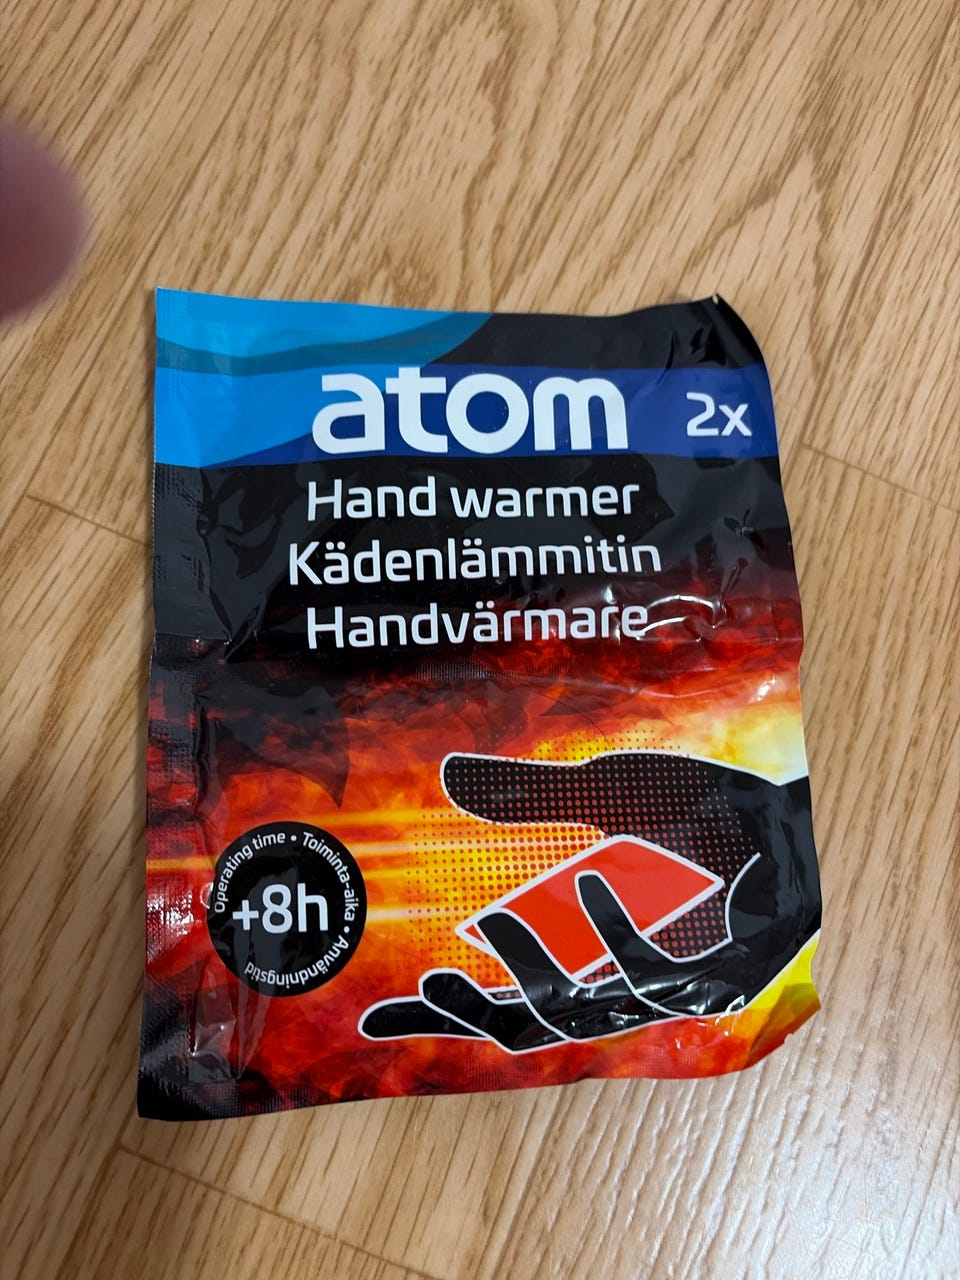 atom
2x
Hand warmer
Kädenlämmitin
Handvärmare
Operating time • Toiminta-aika • Användningstid
+8h